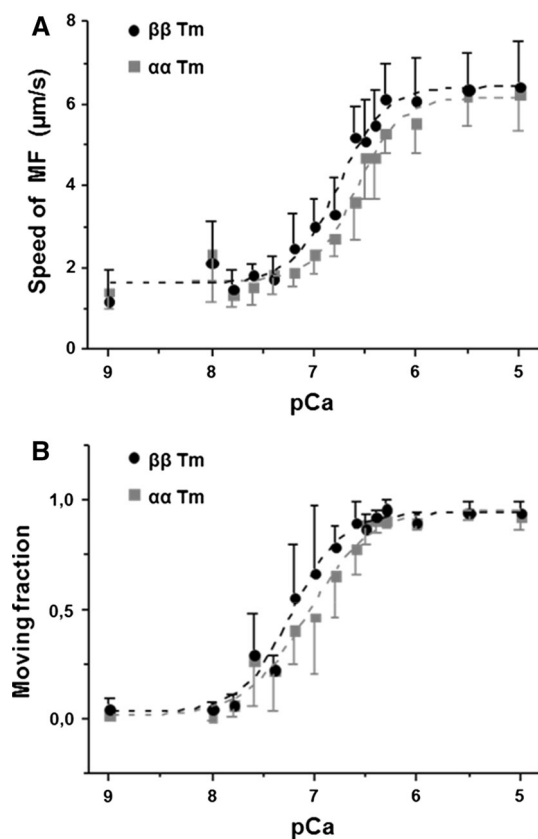 A
ββ Tm
αα Tm
Speed of MF (µm/s)
8
6
4
2
0
9 8 7 6 5
pCa
B
ββ Tm
αα Tm
Moving fraction
1,0
0,5
0,0
9 8 7 6 5
pCa